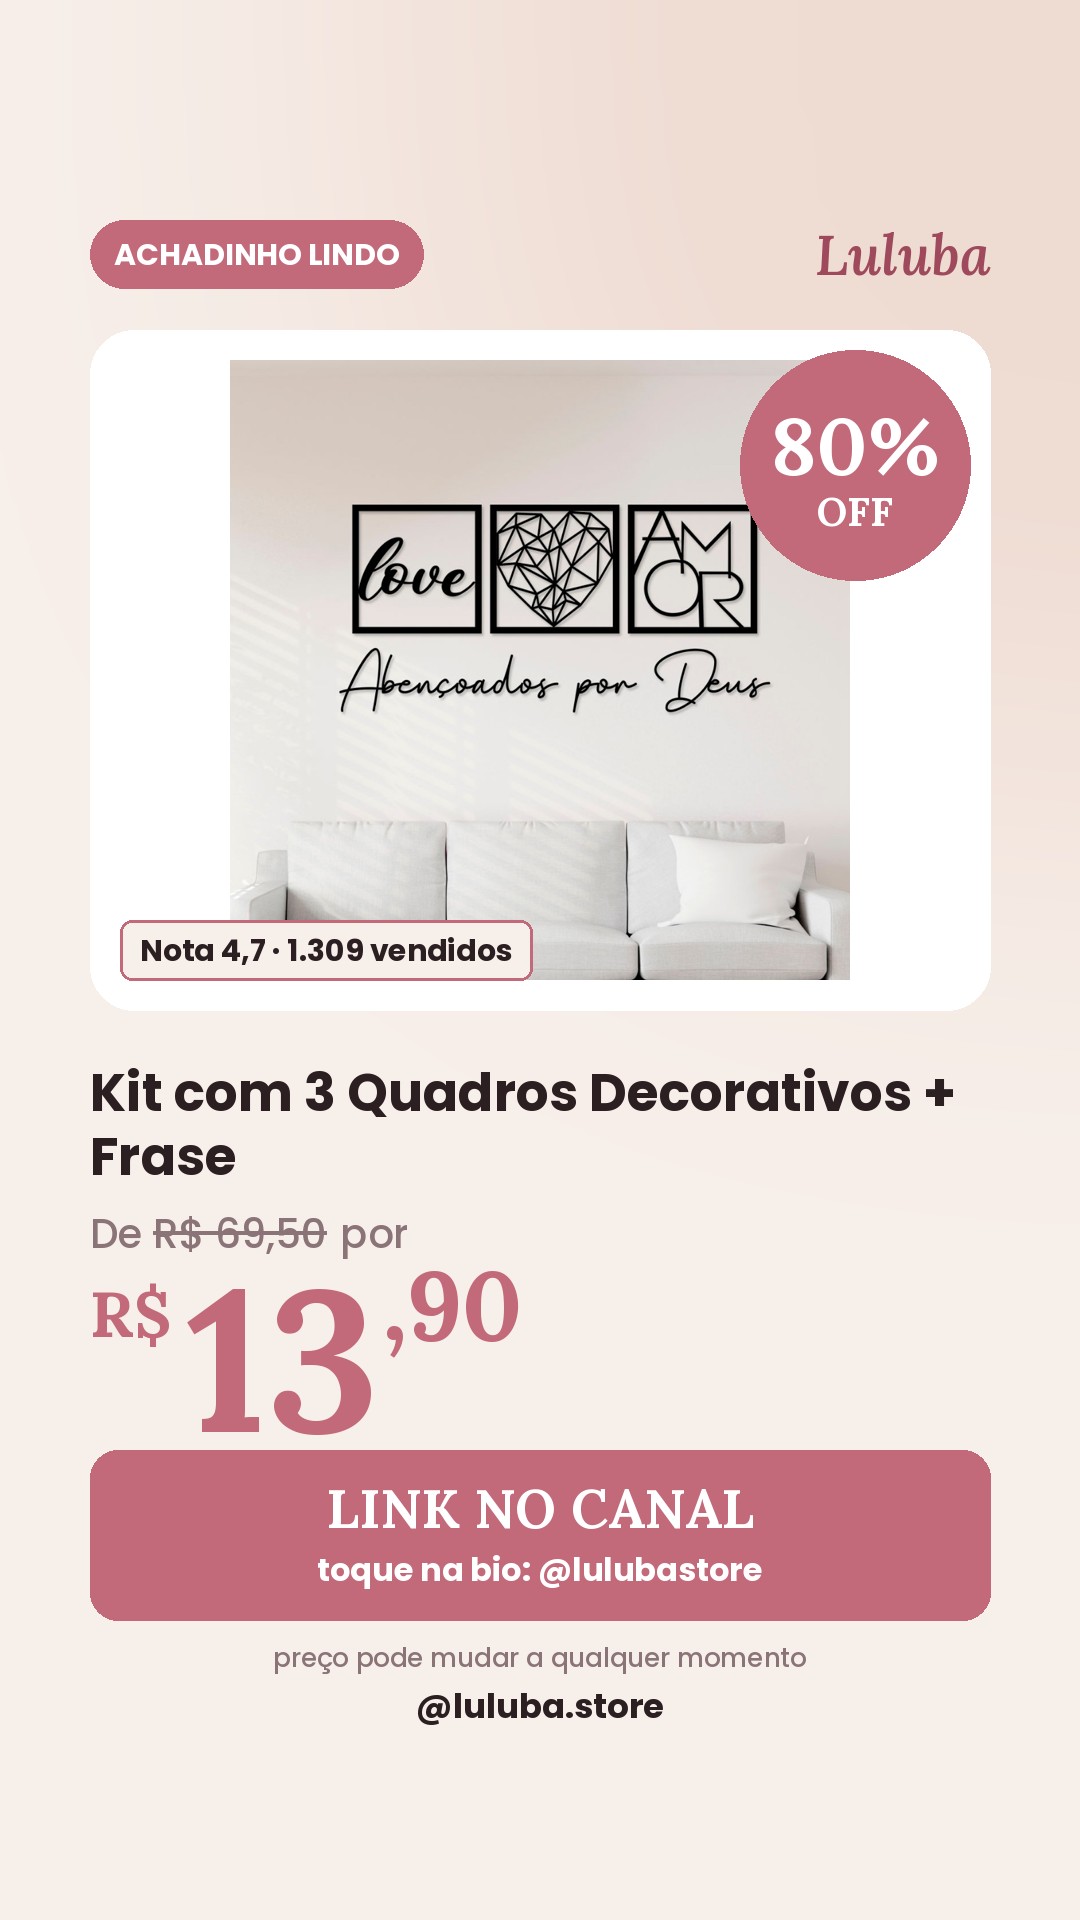 ACHADINHO LINDO
Luluba
80%
OFF
love
AMOR
Abençoados por Deus
Nota 4,7 · 1.309 vendidos
Kit com 3 Quadros Decorativos +
Frase
De R$ 69,50 por
R$ 13,90
LINK NO CANAL
toque na bio: @lulubastore
preço pode mudar a qualquer momento
@luluba.store